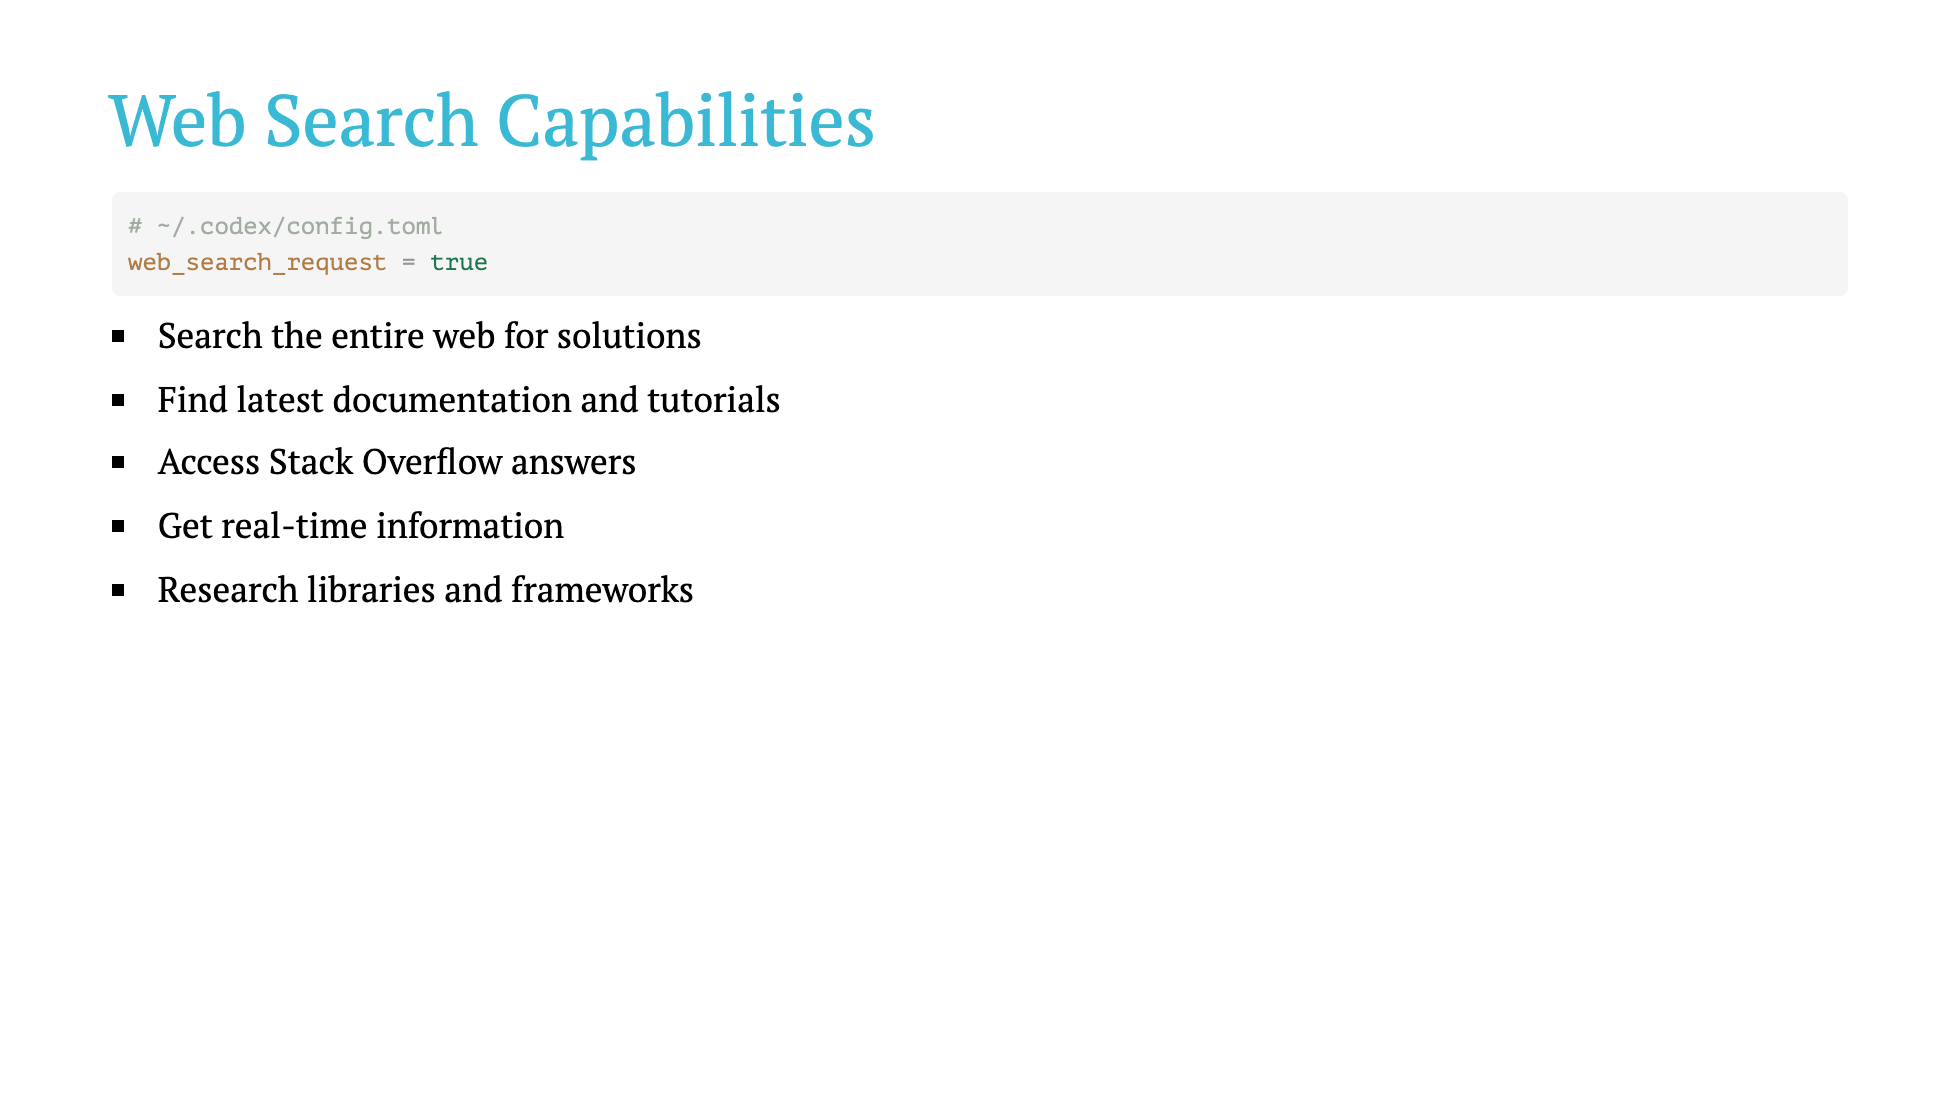 Web Search Capabilities
# ~/.codex/config.toml
web_search_request = true
▪ Search the entire web for solutions
▪ Find latest documentation and tutorials
▪ Access Stack Overflow answers
▪ Get real-time information
▪ Research libraries and frameworks